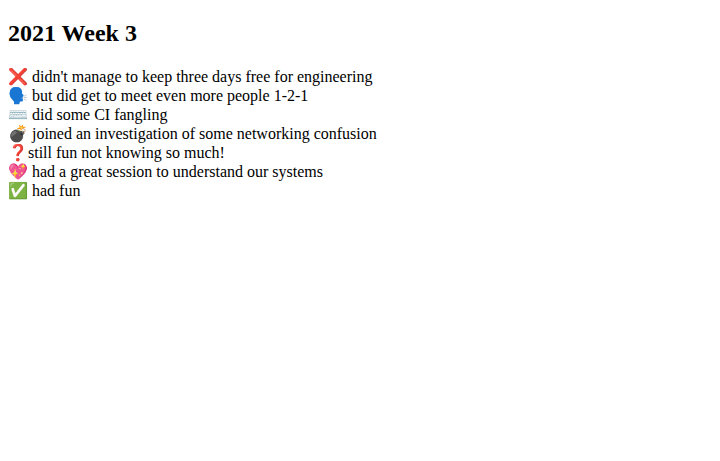 2021 Week 3
❌ didn't manage to keep three days free for engineering
🗣️ but did get to meet even more people 1-2-1
⌨️ did some CI fangling
💣 joined an investigation of some networking confusion
❓still fun not knowing so much!
💖 had a great session to understand our systems
✅ had fun